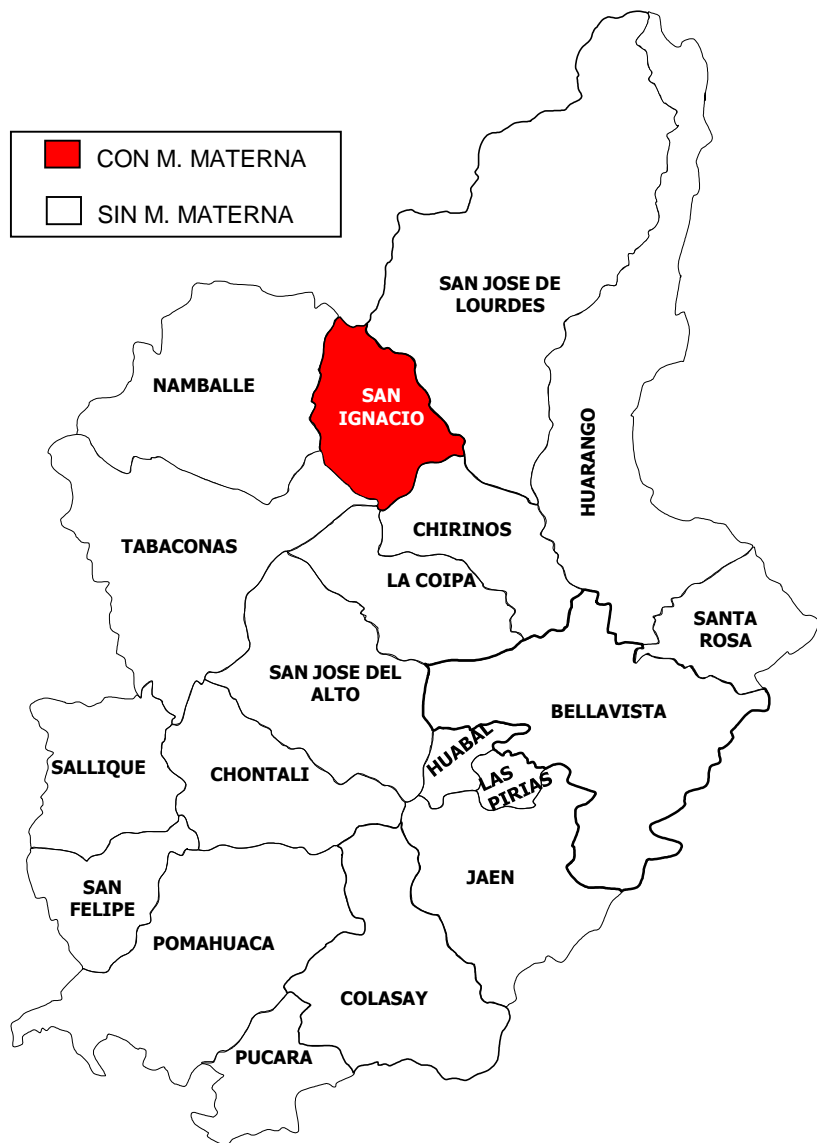 CON M. MATERNA
SIN M. MATERNA
SAN JOSE DE
LOURDES
NAMBALLE
SAN
IGNACIO
HUARANGO
CHIRINOS
TABACONAS
LA COIPA
SANTA
ROSA
SAN JOSE DEL
ALTO
BELLAVISTA
HUABAL
SALLIQUE
CHONTALI
LAS
PIRIAS
JAEN
SAN
FELIPE
POMAHUACA
COLASAY
PUCARA